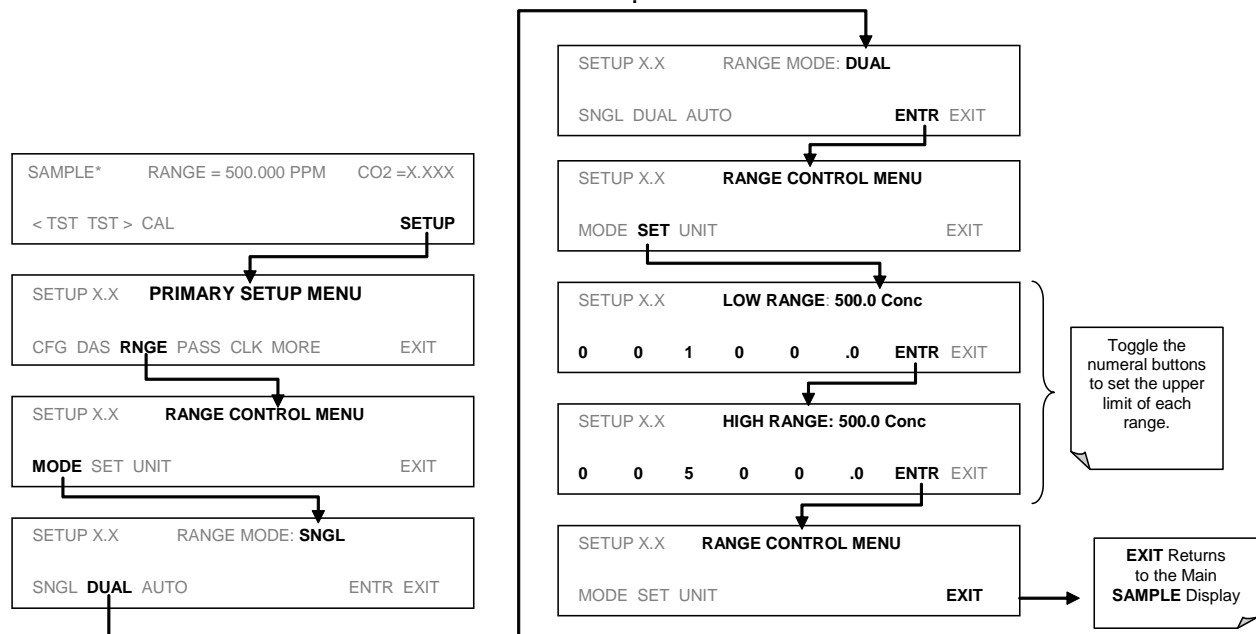 SAMPLE* RANGE = 500.000 PPM CO2 =X.XXX
< TST TST > CAL SETUP
SETUP X.X PRIMARY SETUP MENU
CFG DAS RNGE PASS CLK MORE EXIT
SETUP X.X RANGE CONTROL MENU
MODE SET UNIT EXIT
SETUP X.X RANGE MODE: SNGL
SNGL DUAL AUTO ENTR EXIT
SETUP X.X RANGE MODE: DUAL
SNGL DUAL AUTO ENTR EXIT
SETUP X.X RANGE CONTROL MENU
MODE SET UNIT EXIT
SETUP X.X LOW RANGE: 500.0 Conc
0 0 1 0 0 .0 ENTR EXIT
SETUP X.X HIGH RANGE: 500.0 Conc
0 0 5 0 0 .0 ENTR EXIT
Toggle the
numeral buttons
to set the upper
limit of each
range.
SETUP X.X RANGE CONTROL MENU
MODE SET UNIT EXIT
EXIT Returns
to the Main
SAMPLE Display